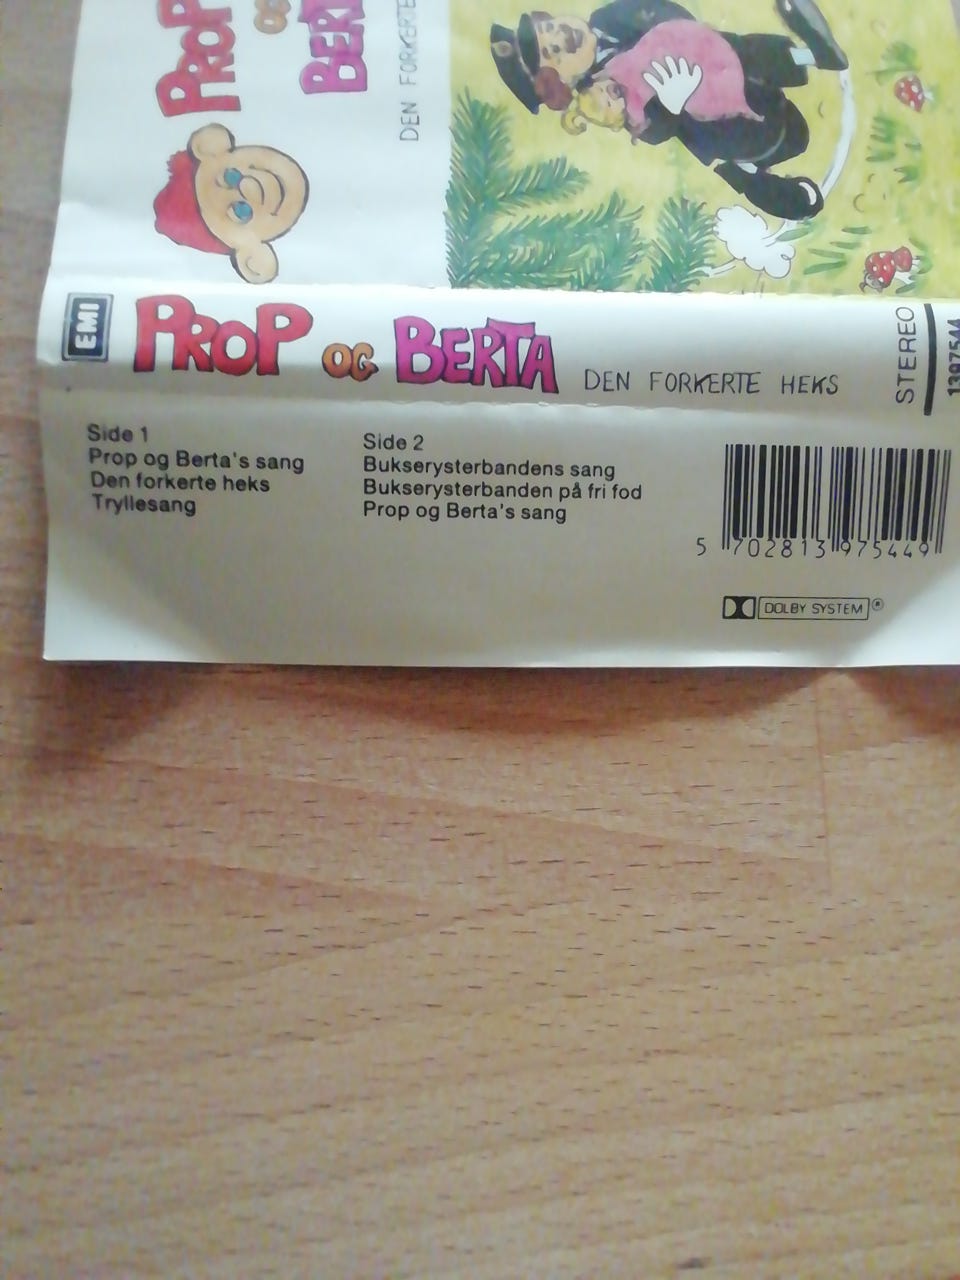 PROP
OG
BERT
DEN FORKERTE
EMI
PROP OG BERTA
DEN FORKERTE HEKS
STEREO
1397544
Side 1
Prop og Berta's sang
Den forkerte heks
Tryllesang
Side 2
Bukserysterbandens sang
Bukserysterbanden på fri fod
Prop og Berta's sang
5 702813 975449
DOLBY SYSTEM®